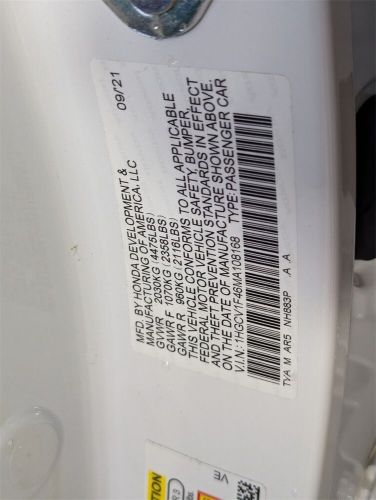 MFD. BY HONDA DEVELOPMENT & 09/'21
MANUFACTURING OF AMERICA, LLC
GVWR 2030KG (4475LBS)
GAWR F 1070KG (2358LBS)
GAWR R 960KG (2116LBS)
THIS VEHICLE CONFORMS TO ALL APPLICABLE
FEDERAL MOTOR VEHICLE SAFETY, BUMPER,
AND THEFT PREVENTION STANDARDS IN EFFECT
ON THE DATE OF MANUFACTURE SHOWN ABOVE.
V.I.N.: 1HGCV1F46MA108168 TYPE: PASSENGER CAR
TVA M AR5 NH883P A A